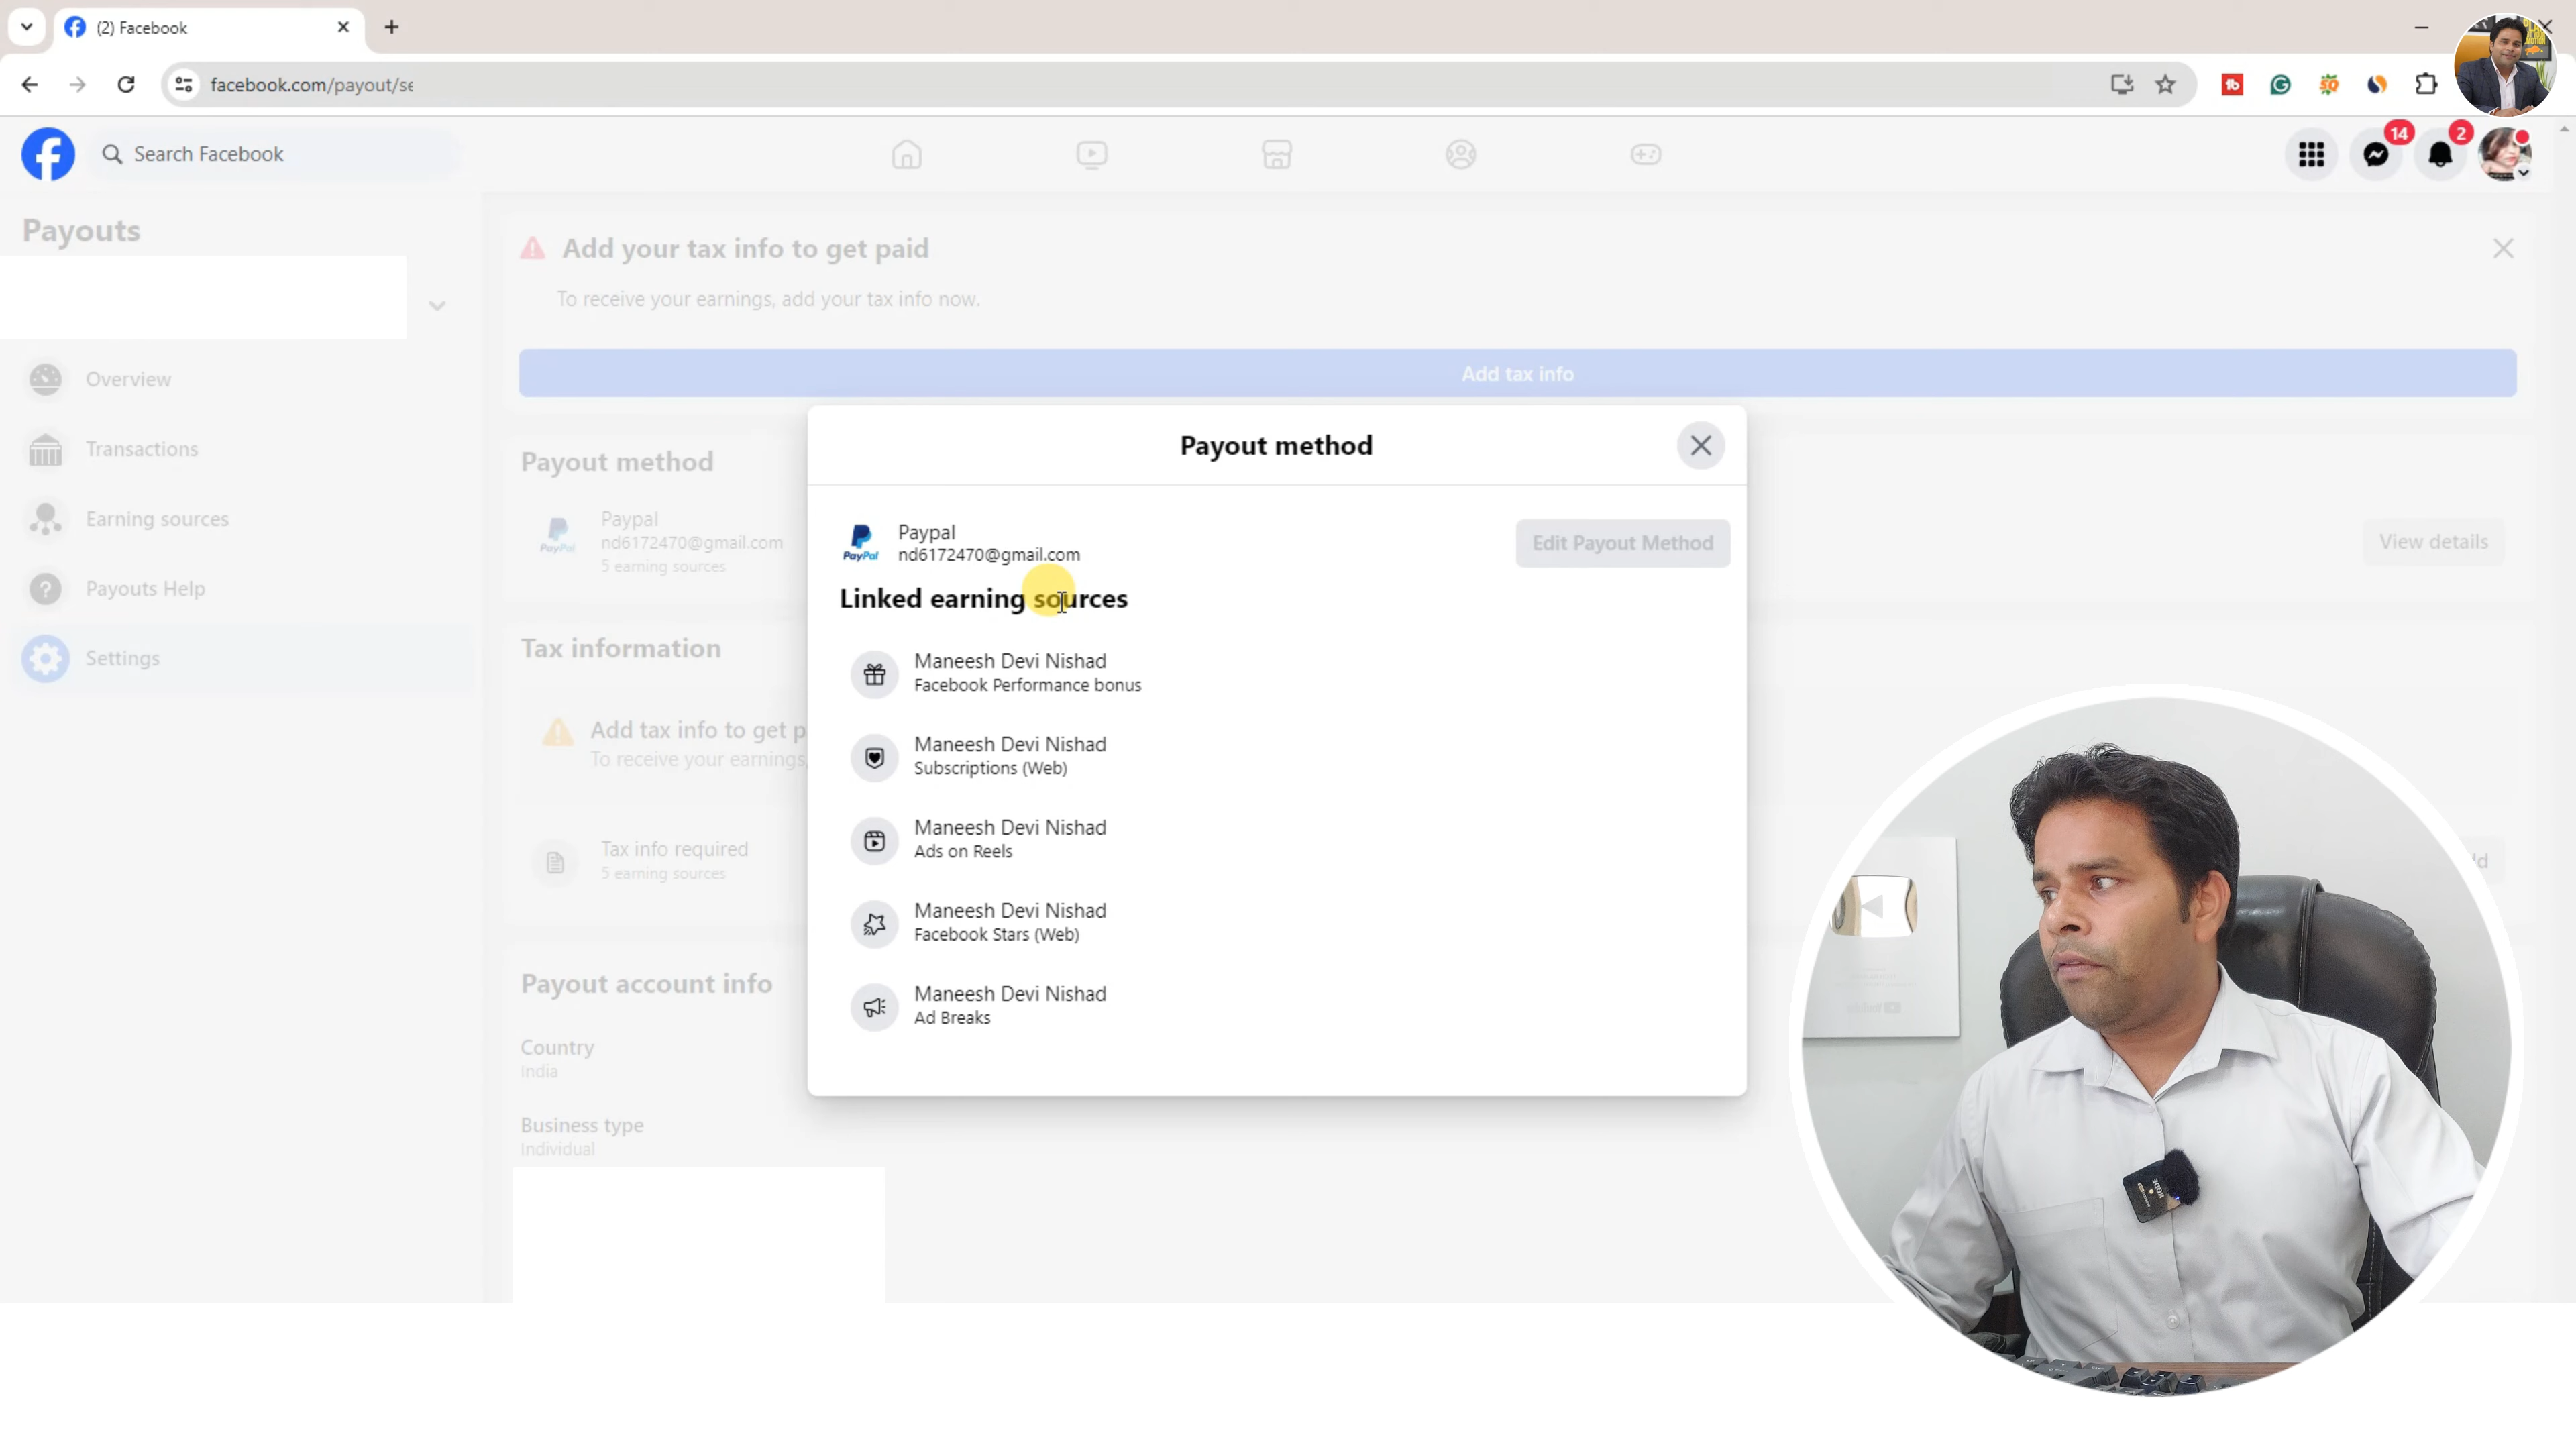 (2) Facebook
facebook.com/payout/se
Search Facebook
14
2
Payouts
Overview
Transactions
Earning sources
Payouts Help
Settings
Add your tax info to get paid
To receive your earnings, add your tax info now.
Add tax info
Payout method
Paypal
nd6172470@gmail.com
5 earning sources
View details
Tax information
Add tax info to get p
To receive your earnings,
Tax info required
5 earning sources
Payout account info
Country
India
Business type
Individual
Payout method
PayPal
Paypal
nd6172470@gmail.com
Edit Payout Method
Linked earning sources
Maneesh Devi Nishad
Facebook Performance bonus
Maneesh Devi Nishad
Subscriptions (Web)
Maneesh Devi Nishad
Ads on Reels
Maneesh Devi Nishad
Facebook Stars (Web)
Maneesh Devi Nishad
Ad Breaks